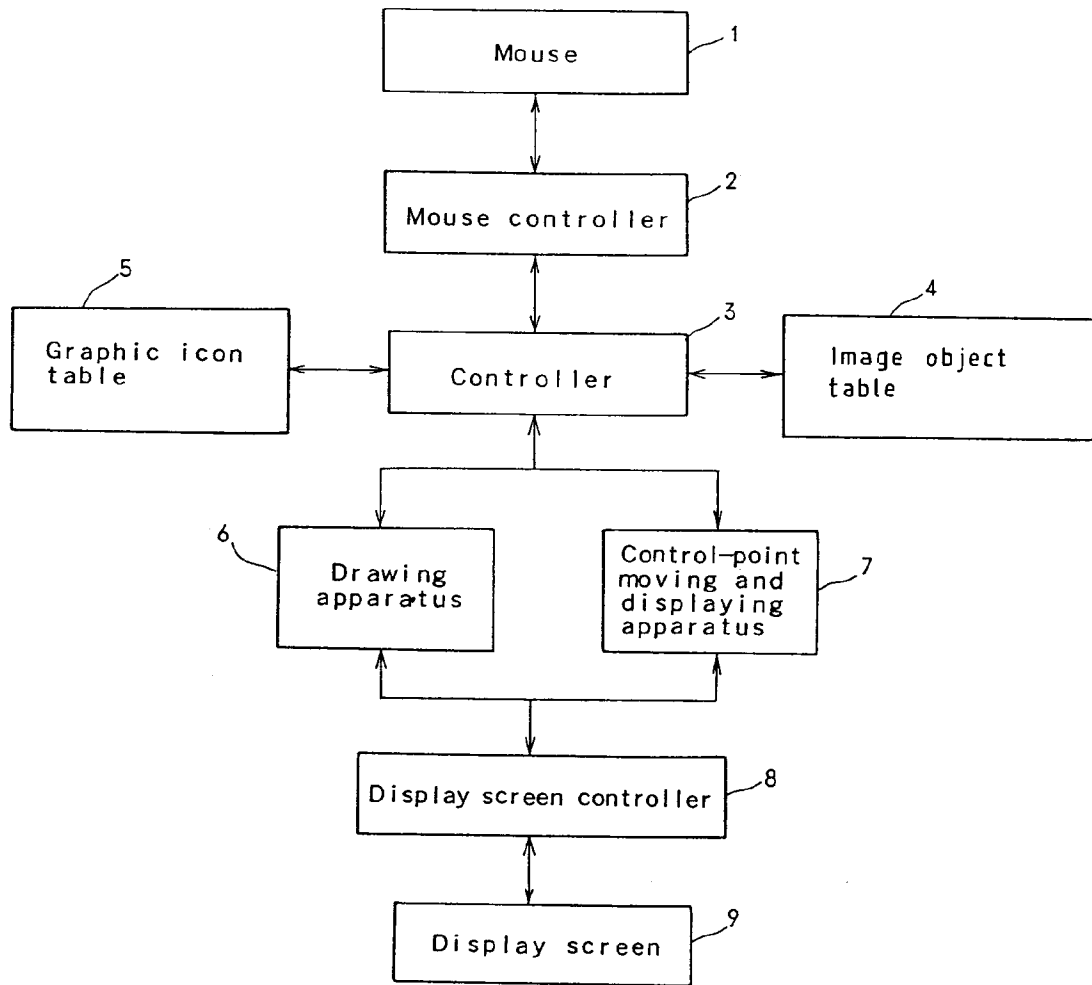 1
Mouse
2
Mouse controller
5
Graphic icon
table
3
Controller
4
Image object
table
6
Drawing
apparatus
7
Control-point
moving and
displaying
apparatus
8
Display screen controller
9
Display screen